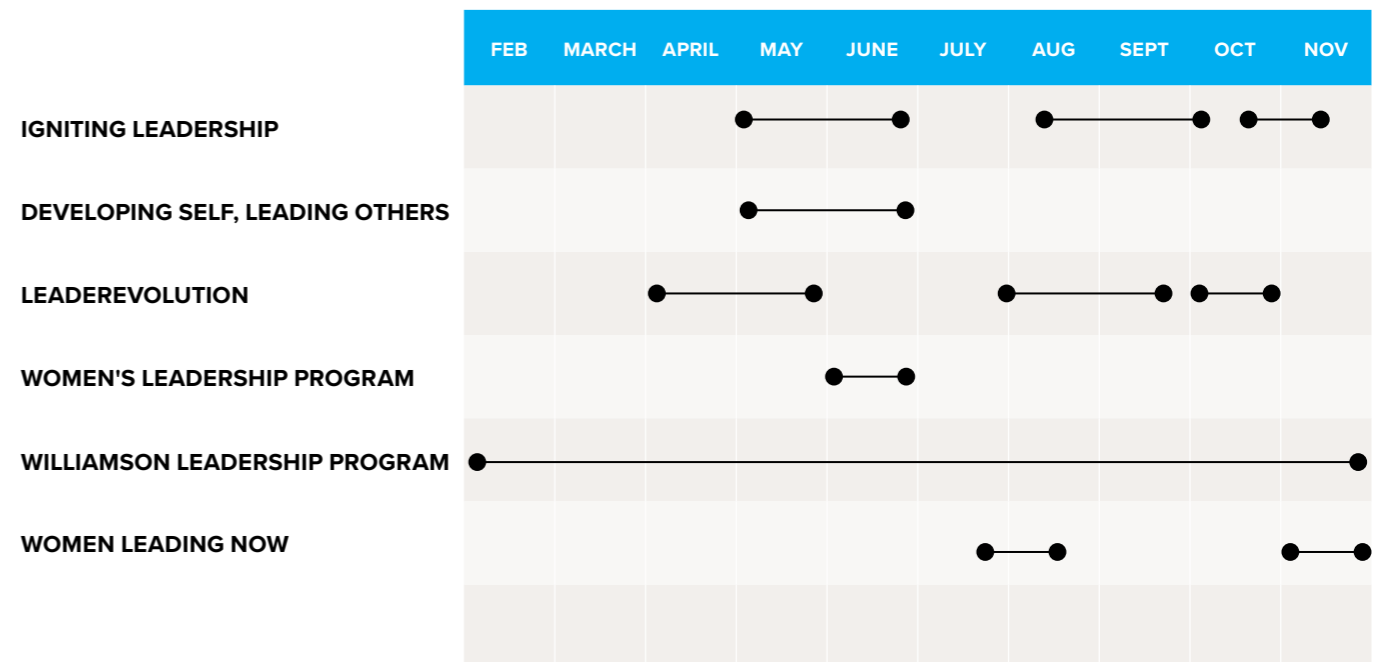 FEB MARCH APRIL MAY JUNE JULY AUG SEPT OCT NOV
IGNITING LEADERSHIP
DEVELOPING SELF, LEADING OTHERS
LEADEREVOLUTION
WOMEN'S LEADERSHIP PROGRAM
WILLIAMSON LEADERSHIP PROGRAM
WOMEN LEADING NOW